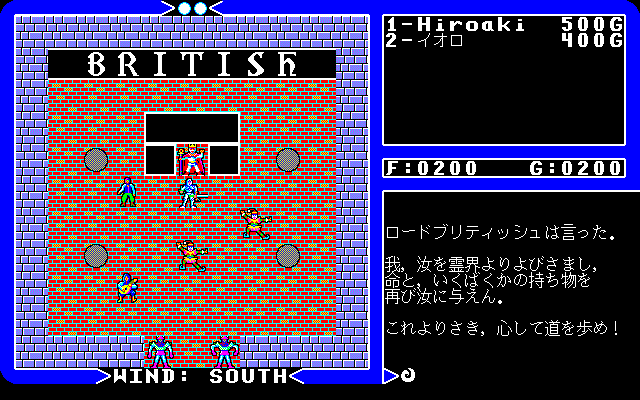 BRITISH
1-Hiroaki 500G
2-イオロ 400G
F:0200 G:0200
ロードブリティッシュは言った.
我,汝を霊界よりよびさまし,
命と,いくばくかの持ち物を
再び汝に与えん.
これよりさき,心して道を歩め!
WIND: SOUTH